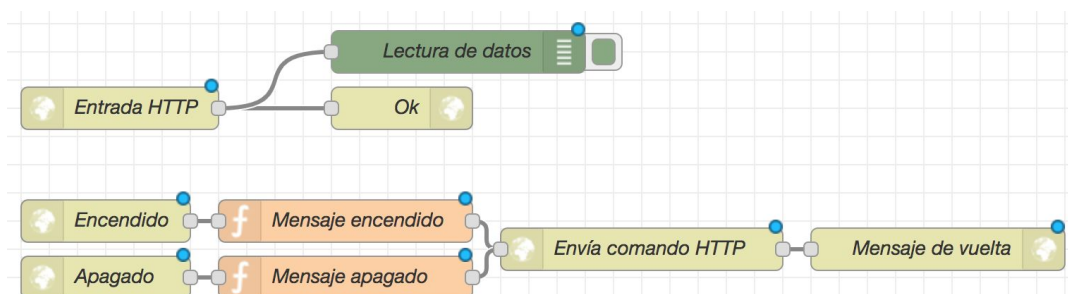 Lectura de datos
Entrada HTTP
Ok
Encendido
Mensaje encendido
Envía comando HTTP
Mensaje de vuelta
Apagado
Mensaje apagado